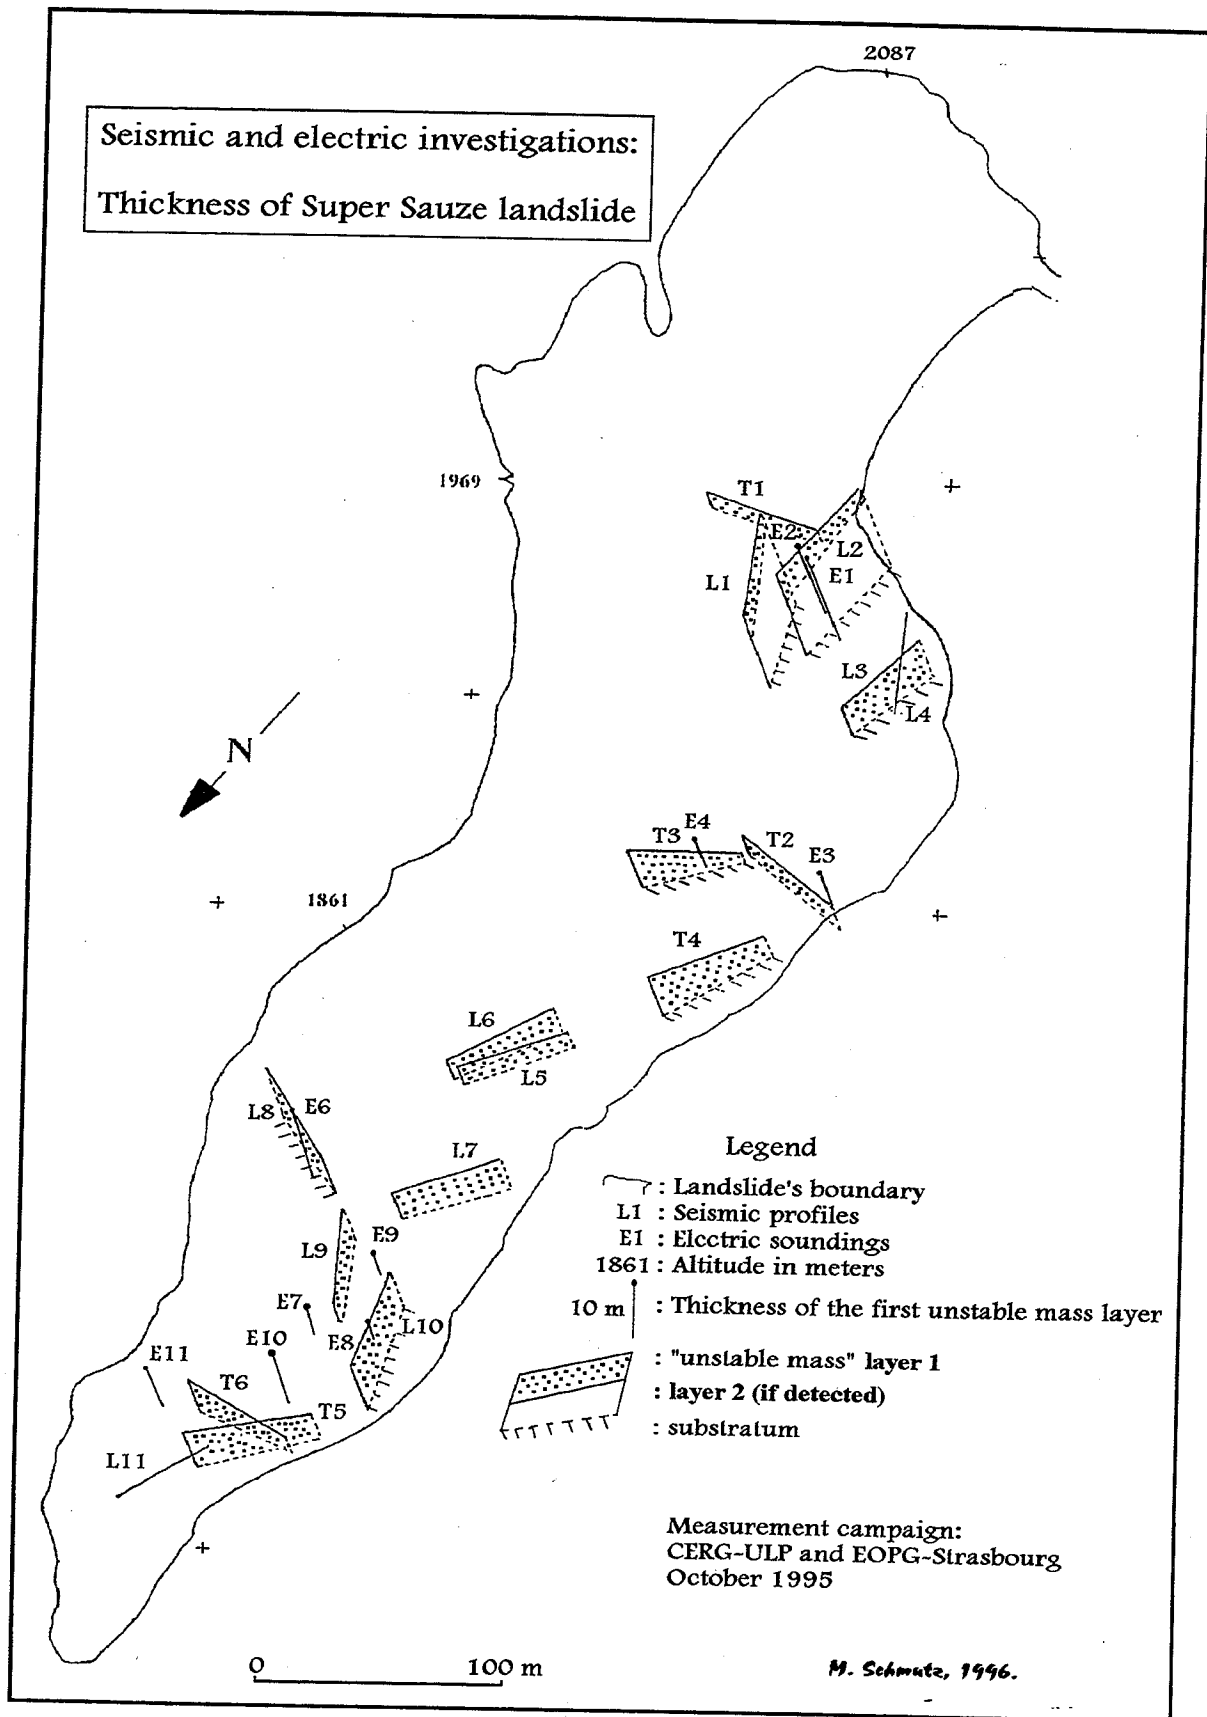 2087
Seismic and electric investigations:
Thickness of Super Sauze landslide
1969
T1
E2
L2
L1
E1
L3
L4
N
T3
E4
T2
E3
1861
T4
L6
L5
L8
E6
L7
L9
E9
E7
E8
L10
E10
E11
T6
T5
L11
Legend
: Landslide's boundary
L1 : Seismic profiles
E1 : Electric soundings
1861 : Altitude in meters
10 m : Thickness of the first unstable mass layer
: "unstable mass" layer 1
: layer 2 (if detected)
: substratum
Measurement campaign:
CERG-ULP and EOPG-Strasbourg
October 1995
0 100 m
M. Schmutz, 1996.